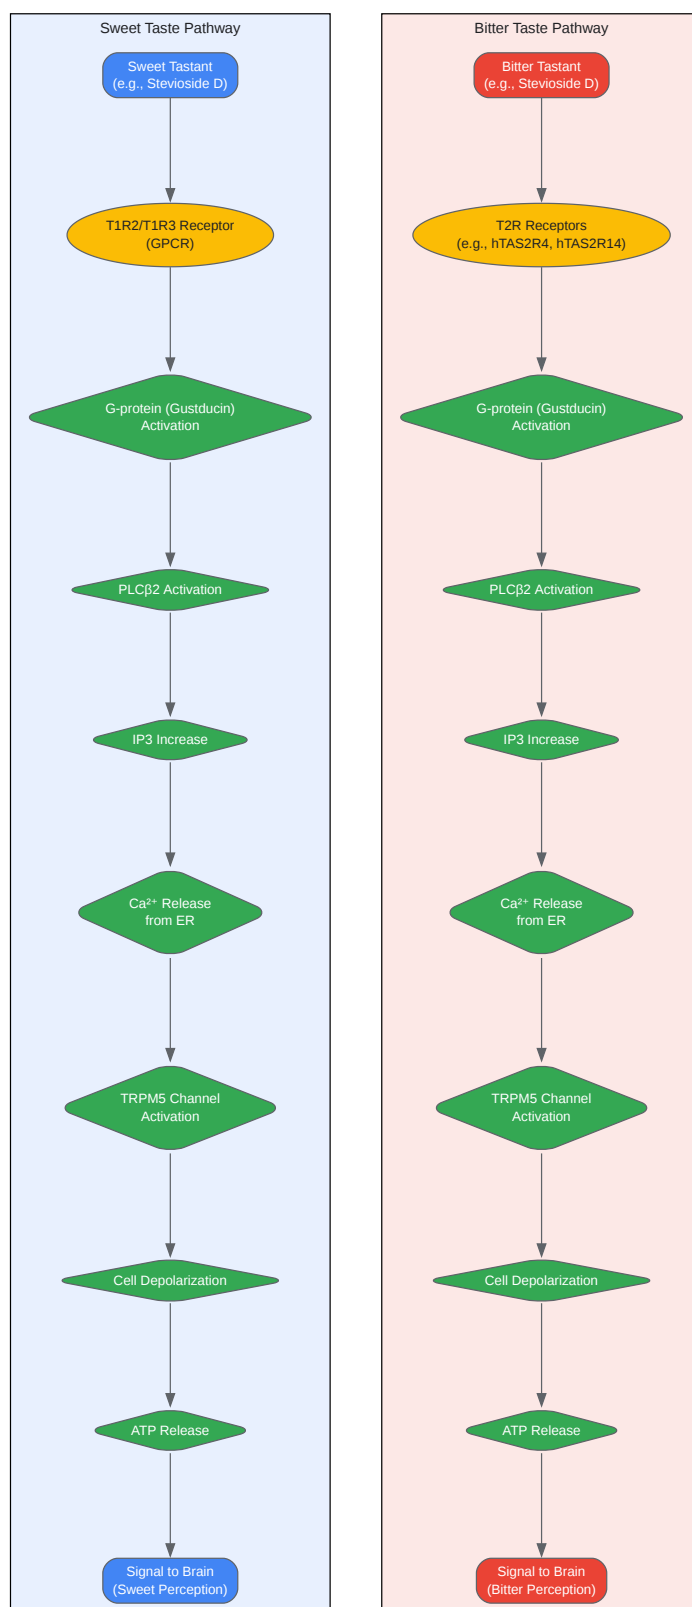 Sweet Taste Pathway
Sweet Tastant
(e.g., Stevioside D)
T1R2/T1R3 Receptor
(GPCR)
G-protein (Gustducin)
Activation
PLCβ2 Activation
IP3 Increase
Ca²⁺ Release
from ER
TRPM5 Channel
Activation
Cell Depolarization
ATP Release
Signal to Brain
(Sweet Perception)
Bitter Taste Pathway
Bitter Tastant
(e.g., Stevioside D)
T2R Receptors
(e.g., hTAS2R4, hTAS2R14)
G-protein (Gustducin)
Activation
PLCβ2 Activation
IP3 Increase
Ca²⁺ Release
from ER
TRPM5 Channel
Activation
Cell Depolarization
ATP Release
Signal to Brain
(Bitter Perception)